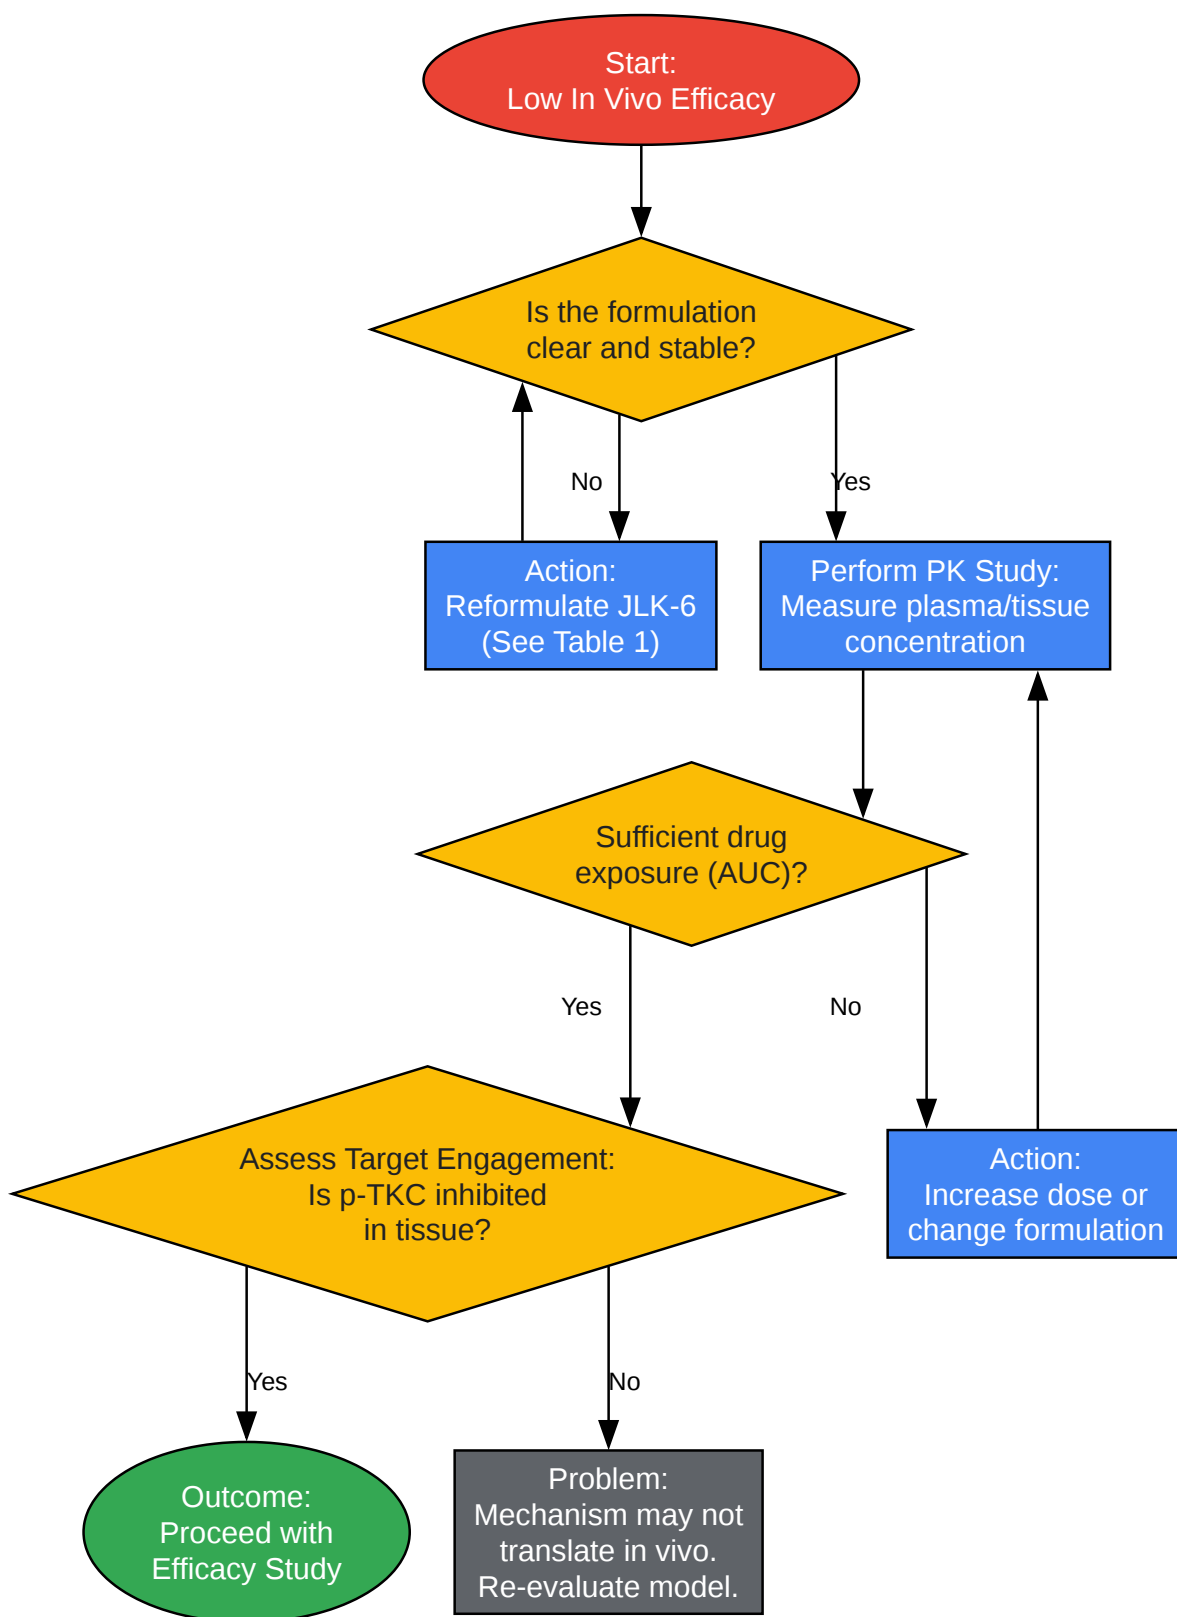 Start:
Low In Vivo Efficacy
Is the formulation
clear and stable?
No
Yes
Action:
Reformulate JLK-6
(See Table 1)
Perform PK Study:
Measure plasma/tissue
concentration
Sufficient drug
exposure (AUC)?
Yes
No
Assess Target Engagement:
Is p-TKC inhibited
in tissue?
Action:
Increase dose or
change formulation
Yes
No
Outcome:
Proceed with
Efficacy Study
Problem:
Mechanism may not
translate in vivo.
Re-evaluate model.